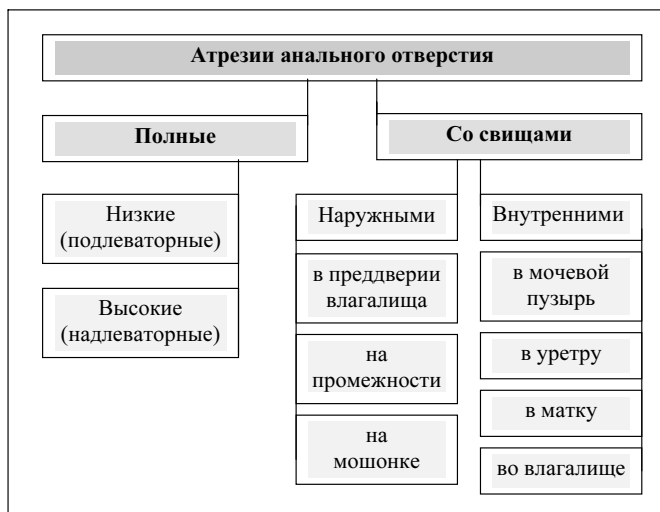 Атрезии анального отверстия
Полные
Со свищами
Низкие
(подлеваторные)
Высокие
(надлеваторные)
Наружными
в преддверии
влагалища
на
промежности
на
мошонке
Внутренними
в мочевой
пузырь
в уретру
в матку
во влагалище